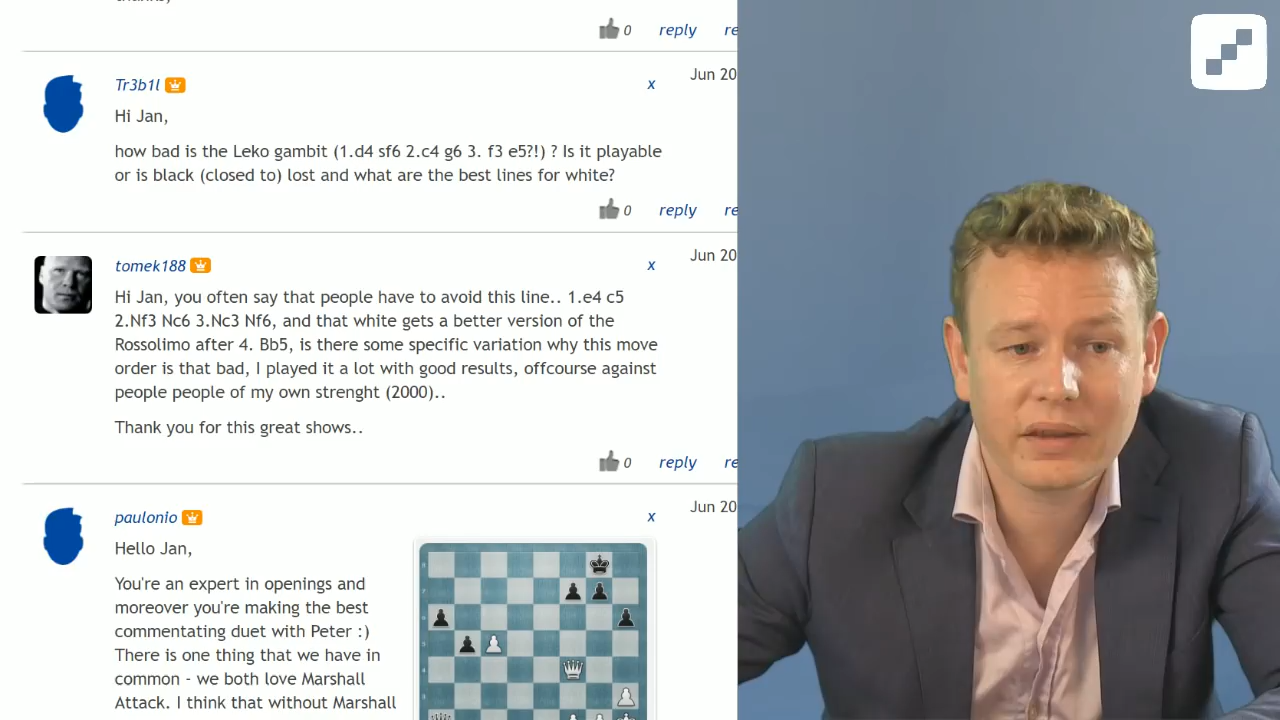 0 reply re
Tr3b1l x Jun 20
Hi Jan,
how bad is the Leko gambit (1.d4 sf6 2.c4 g6 3. f3 e5?!) ? Is it playable
or is black (closed to) lost and what are the best lines for white?
0 reply re
tomek188 x Jun 20
Hi Jan, you often say that people have to avoid this line.. 1.e4 c5
2.Nf3 Nc6 3.Nc3 Nf6, and that white gets a better version of the
Rossolimo after 4. Bb5, is there some specific variation why this move
order is that bad, I played it a lot with good results, offcourse against
people people of my own strenght (2000)..
Thank you for this great shows..
0 reply re
paulonio x Jun 20
Hello Jan,
You're an expert in openings and
moreover you're making the best
commentating duet with Peter :)
There is one thing that we have in
common - we both love Marshall
Attack. I think that without Marshall